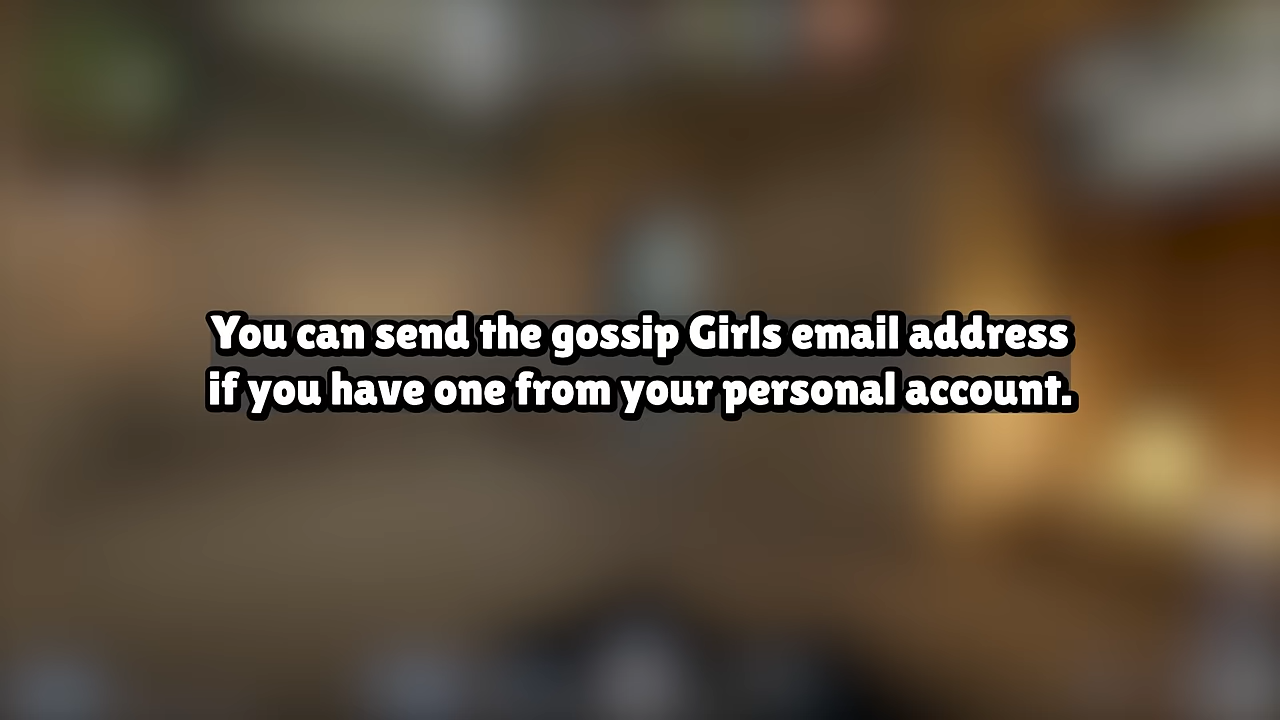 You can send the gossip Girls email address
if you have one from your personal account.